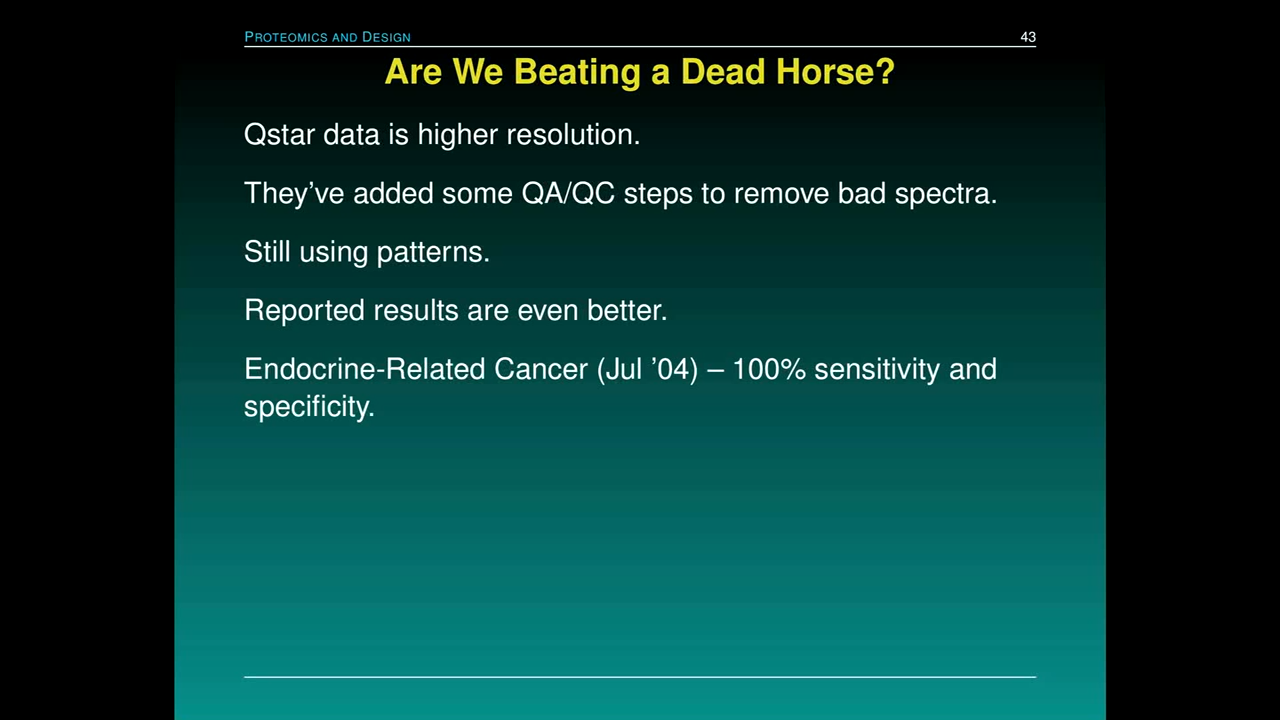 PROTEOMICS AND DESIGN 43
Are We Beating a Dead Horse?
Qstar data is higher resolution.
They've added some QA/QC steps to remove bad spectra.
Still using patterns.
Reported results are even better.
Endocrine-Related Cancer (Jul '04) – 100% sensitivity and
specificity.